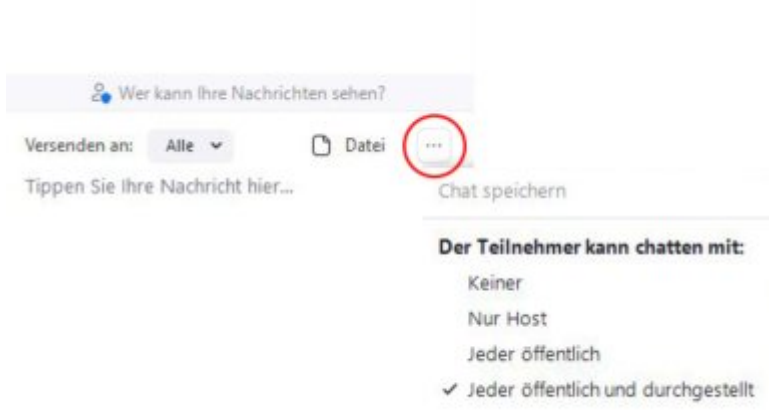 Wer kann Ihre Nachrichten sehen?
Versenden an: Alle Datei ...
Tippen Sie Ihre Nachricht hier...
Chat speichern
Der Teilnehmer kann chatten mit:
Keiner
Nur Host
Jeder öffentlich
✓ Jeder öffentlich und durchgestellt